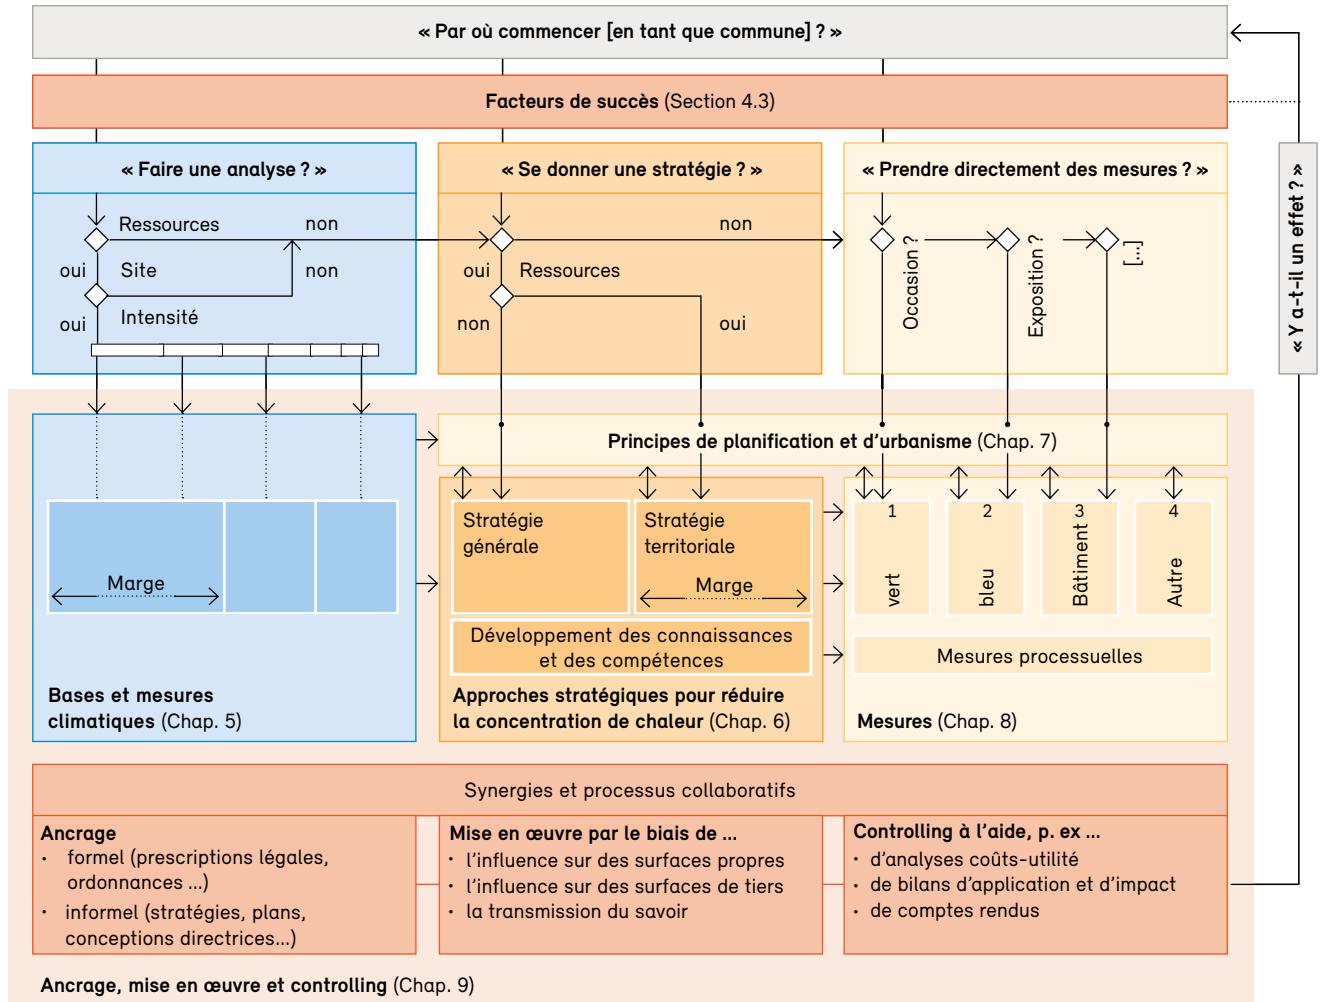 « Par où commencer [en tant que commune] ? »
Facteurs de succès (Section 4.3)
« Faire une analyse ? »
« Se donner une stratégie ? »
« Prendre directement des mesures ? »
« Y a-t-il un effet ? »
Ressources
non
oui
Site
non
oui
Intensité
non
oui
Ressources
non
oui
Occasion ?
Exposition ?
[...]
Principes de planification et d'urbanisme (Chap. 7)
Marge
Bases et mesures
climatiques (Chap. 5)
Stratégie
générale
Stratégie
territoriale
Marge
Développement des connaissances
et des compétences
Approches stratégiques pour réduire
la concentration de chaleur (Chap. 6)
1
vert
2
bleu
3
Bâtiment
4
Autre
Mesures processuelles
Mesures (Chap. 8)
Synergies et processus collaboratifs
Ancrage
· formel (prescriptions légales,
ordonnances ...)
· informel (stratégies, plans,
conceptions directrices...)
Mise en œuvre par le biais de ...
· l'influence sur des surfaces propres
· l'influence sur des surfaces de tiers
· la transmission du savoir
Controlling à l'aide, p. ex ...
· d'analyses coûts-utilité
· de bilans d'application et d'impact
· de comptes rendus
Ancrage, mise en œuvre et controlling (Chap. 9)